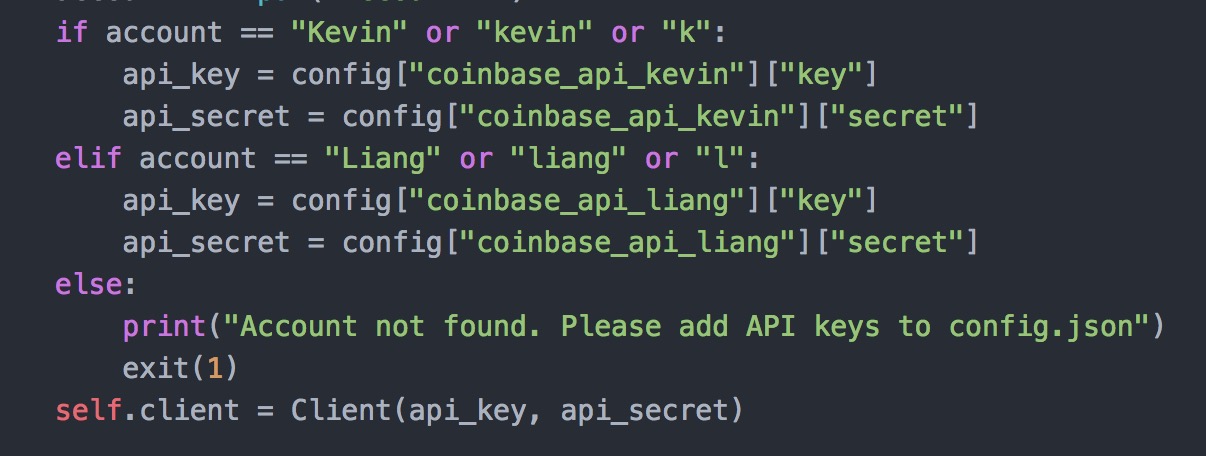 if account == "Kevin" or "kevin" or "k":
    api_key = config["coinbase_api_kevin"]["key"]
    api_secret = config["coinbase_api_kevin"]["secret"]
elif account == "Liang" or "liang" or "l":
    api_key = config["coinbase_api_liang"]["key"]
    api_secret = config["coinbase_api_liang"]["secret"]
else:
    print("Account not found. Please add API keys to config.json")
    exit(1)
self.client = Client(api_key, api_secret)